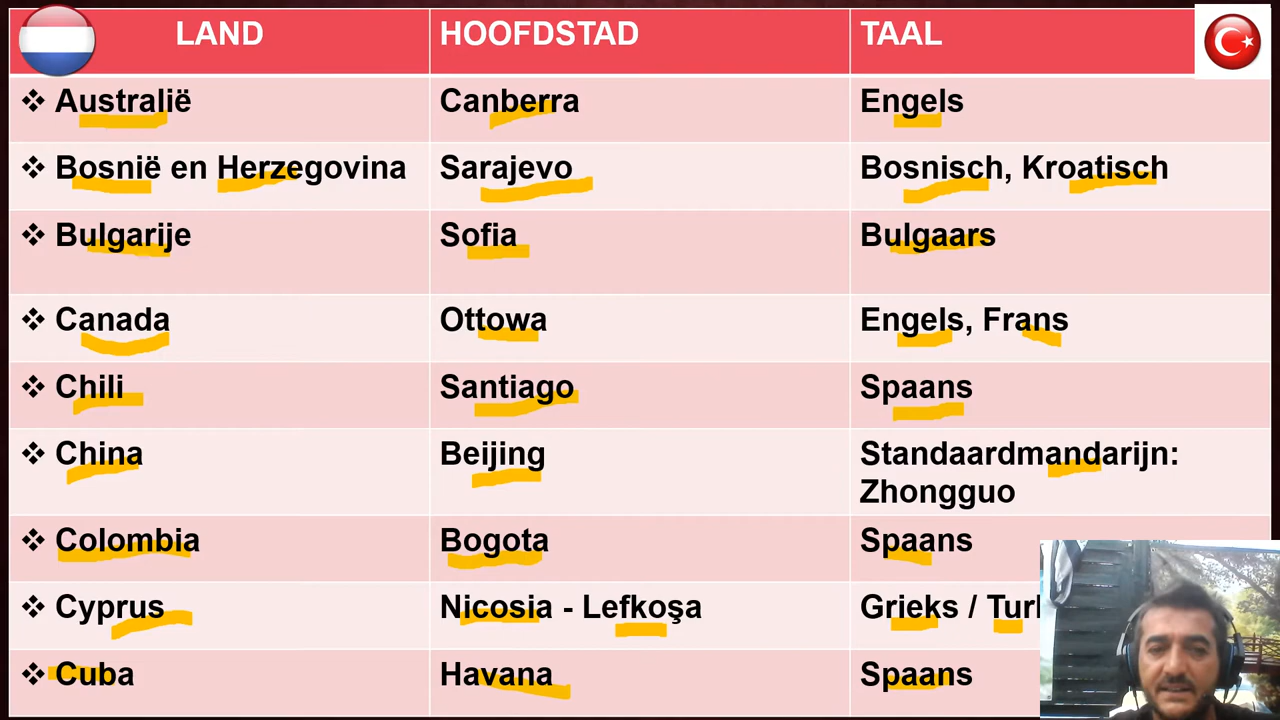 LAND HOOFDSTAD TAAL
❖ Australië Canberra Engels
❖ Bosnië en Herzegovina Sarajevo Bosnisch, Kroatisch
❖ Bulgarije Sofia Bulgaars
❖ Canada Ottowa Engels, Frans
❖ Chili Santiago Spaans
❖ China Beijing Standaardmandarijn:
Zhongguo
❖ Colombia Bogota Spaans
❖ Cyprus Nicosia - Lefkoşa Grieks /
❖ Cuba Havana Spaans